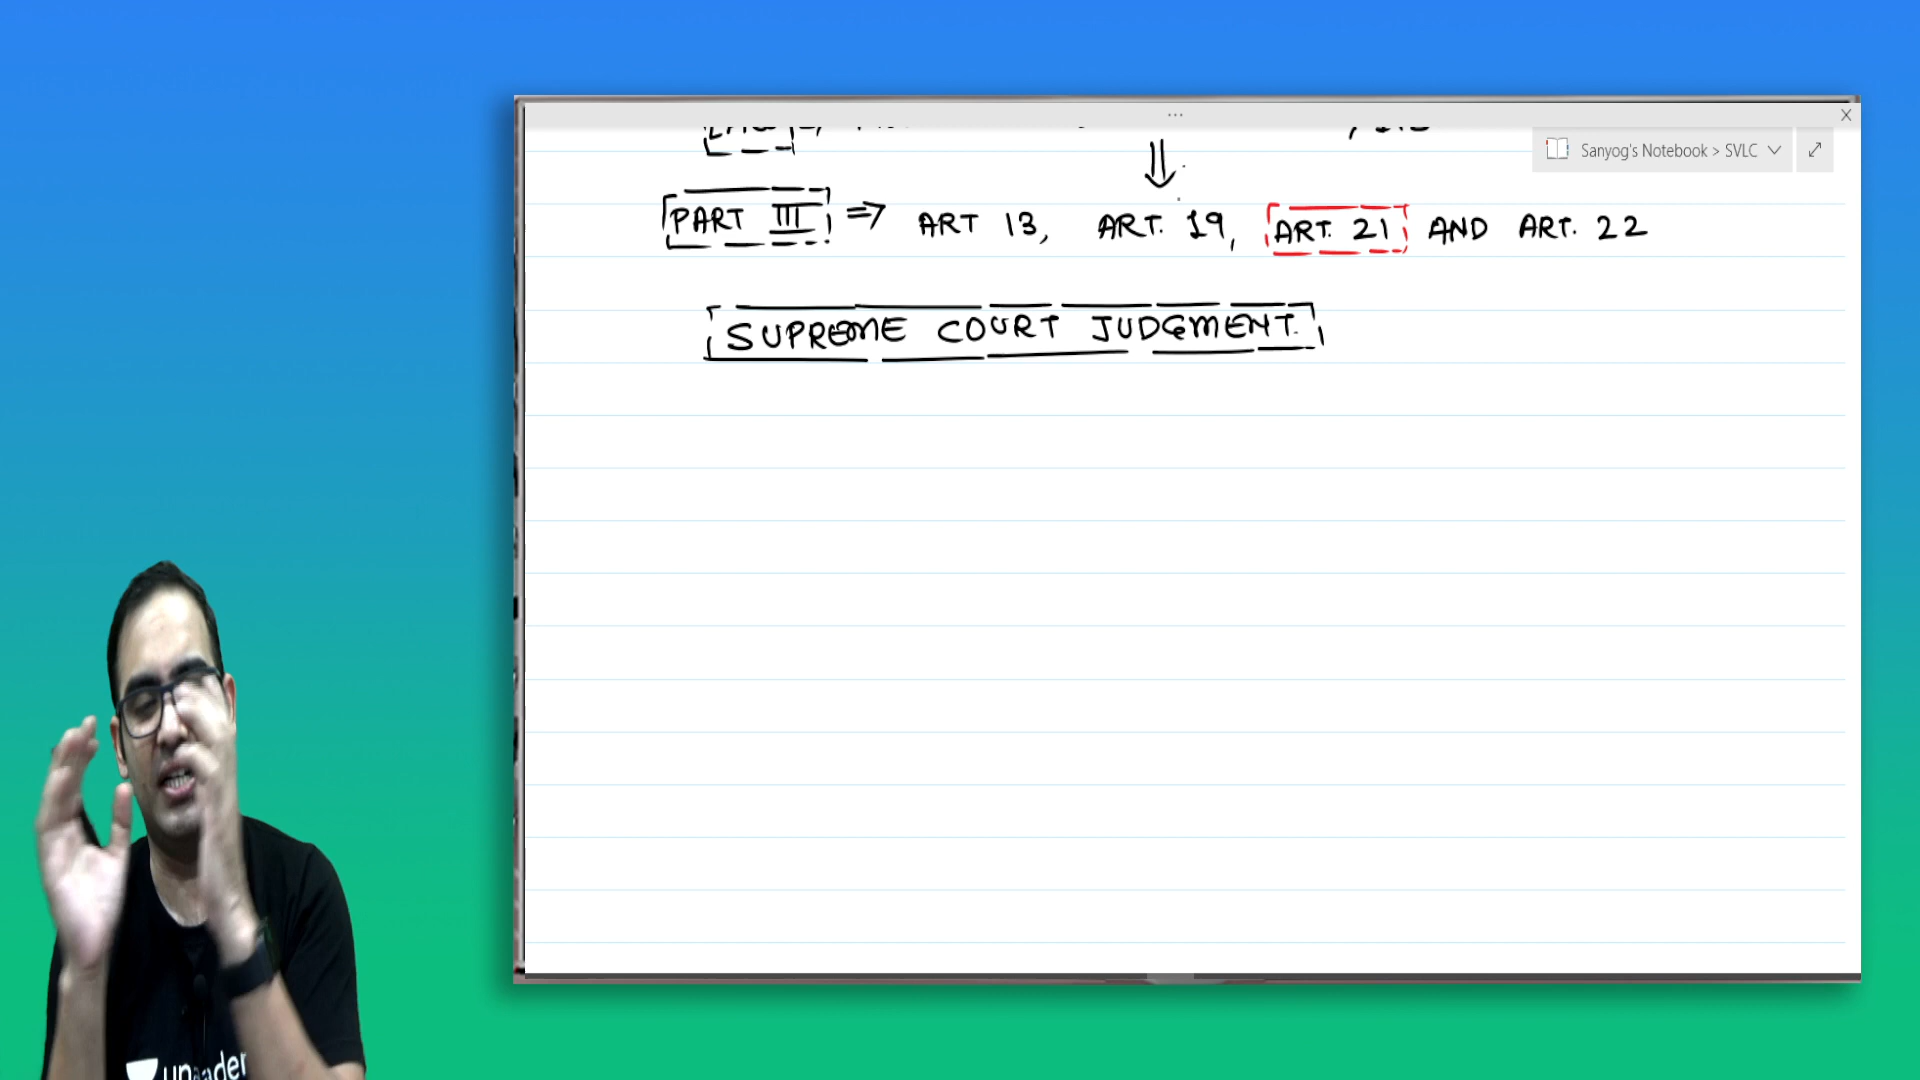 ...
X
Sanyog's Notebook > SVLC
PART III ⇒ ART 13, ART. 19, ART. 21 AND ART. 22
SUPREME COURT JUDGMENT.